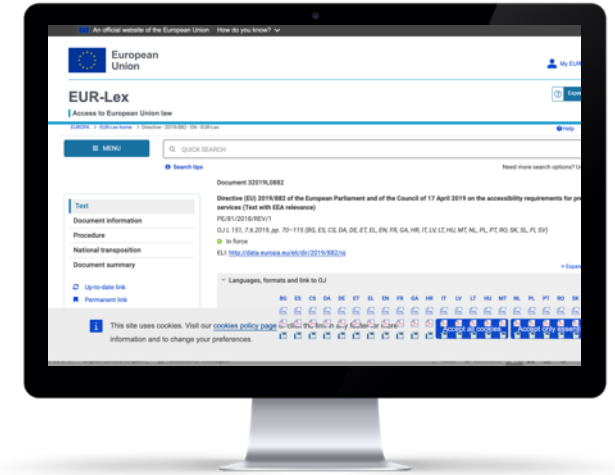 An official website of the European Union How do you know?
European
Union
My EUR
EUR-Lex
Access to European Union law
EUROPA > EUR-Lex home > Directive - 2019/882 - EN - EUR-Lex
Help
MENU
QUICK SEARCH
Search tips
Need more search options? U
Document 32019L0882
Text
Document information
Procedure
National transposition
Document summary
Up-to-date link
Permanent link
Directive (EU) 2019/882 of the European Parliament and of the Council of 17 April 2019 on the accessibility requirements for pr
services (Text with EEA relevance)
PE/81/2018/REV/1
OJ L 151, 7.6.2019, pp. 70–115 (BG, ES, CS, DA, DE, ET, EL, EN, FR, GA, HR, IT, LV, LT, HU, MT, NL, PL, PT, RO, SK, SL, FI, SV)
In force
ELI: http://data.europa.eu/eli/dir/2019/882/oj
Languages, formats and link to OJ
BG ES CS DA DE ET EL EN FR GA HR IT LV LT HU MT NL PL PT RO SK
This site uses cookies. Visit our cookies policy page
information and to change your preferences.
Accept all cookies
Accept only essen